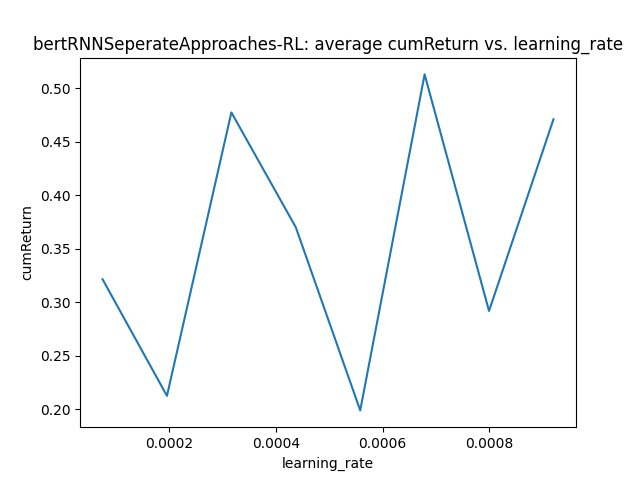 bertRNNSeperateApproaches-RL: average cumReturn vs. learning_rate
0.50
0.45
0.40
0.35
0.30
0.25
0.20
cumReturn
0.0002 0.0004 0.0006 0.0008
learning_rate